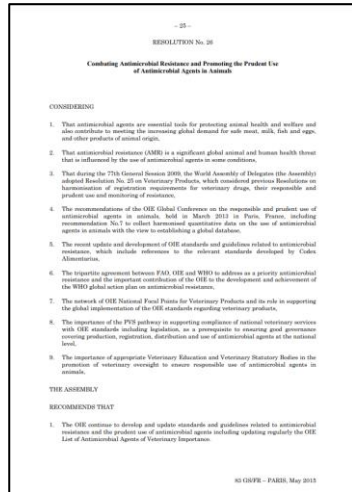 – 25 –
RESOLUTION No. 26
Combating Antimicrobial Resistance and Promoting the Prudent Use
of Antimicrobial Agents in Animals
CONSIDERING
1. That antimicrobial agents are essential tools for protecting animal health and welfare and
also contribute to meeting the increasing global demand for safe meat, milk, fish and eggs,
and other products of animal origin,
2. That antimicrobial resistance (AMR) is a significant global animal and human health threat
that is influenced by the use of antimicrobial agents in some conditions,
3. That during the 77th General Session 2009, the World Assembly of Delegates (the Assembly)
adopted Resolution No. 25 on Veterinary Products, which considered previous Resolutions on
harmonisation of registration requirements for veterinary drugs, their responsible and
prudent use and monitoring of resistance,
4. The recommendations of the OIE Global Conference on the responsible and prudent use of
antimicrobial agents in animals, held in March 2013 in Paris, France, including
recommendation No.7 to collect harmonised quantitative data on the use of antimicrobial
agents in animals with the view to establishing a global database,
5. The recent update and development of OIE standards and guidelines related to antimicrobial
resistance, which include references to the relevant standards developed by Codex
Alimentarius,
6. The tripartite agreement between FAO, OIE and WHO to address as a priority antimicrobial
resistance and the important contribution of the OIE to the development and achievement of
the WHO global action plan on antimicrobial resistance,
7. The network of OIE National Focal Points for Veterinary Products and its role in supporting
the global implementation of the OIE standards regarding veterinary products,
8. The importance of the PVS pathway in supporting compliance of national veterinary services
with OIE standards including legislation, as a prerequisite to ensuring good governance
covering production, registration, distribution and use of antimicrobial agents at the national
level,
9. The importance of appropriate Veterinary Education and Veterinary Statutory Bodies in the
promotion of veterinary oversight to ensure responsible use of antimicrobial agents in
animals,
THE ASSEMBLY
RECOMMENDS THAT
1. The OIE continue to develop and update standards and guidelines related to antimicrobial
resistance and the prudent use of antimicrobial agents including updating regularly the OIE
List of Antimicrobial Agents of Veterinary Importance.
83 GS/FR – PARIS, May 2015